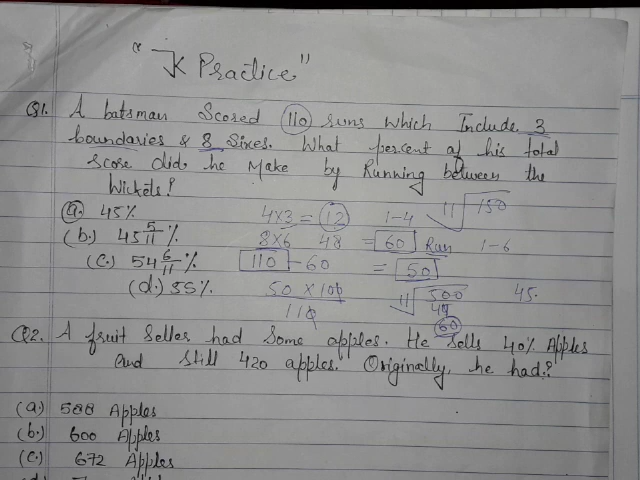 "JK Practice"
Q1. A batsman Scored 110 runs Which Include 3
boundaries & 8 Sixes. What percent of his total
Score did he Make by Running between the
Wickets?
(a.) 45%
4x3 = 12 1-4 11 150
(b.) 45 5/11 %
8x6 48 = 60 Run 1-6
(c.) 54 6/11 %
110 - 60 = 50
(d.) 55%
50 x 100 11 500 45.
110 44
60
Q2. A fruit Seller had Some apples. He Sells 40% Apples
and Still 420 apples. Originally, he had?
(a.) 588 Apples
(b.) 600 Apples
(c.) 672 Apples